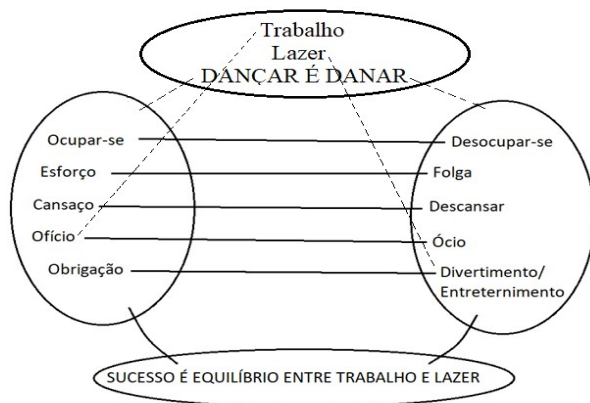 Trabalho
Lazer
DANÇAR É DANAR
Ocupar-se
Desocupar-se
Esforço
Folga
Cansaço
Descansar
Ofício
Ócio
Obrigação
Divertimento/
Entreternimento
SUCESSO É EQUILÍBRIO ENTRE TRABALHO E LAZER